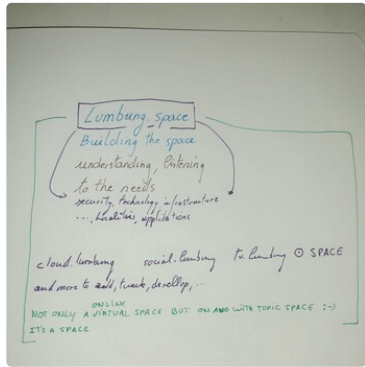 Lumbung.space
Building the space
understanding, listening
to the needs
security, technology infrastructure
..., localities, applications
cloud.lumbung social.lumbung tv.lumbung ⊙ SPACE
and more to add, tweak, develop, ...
ONLINE
NOT ONLY A VIRTUAL SPACE BUT ON AND WITH TOPIC SPACE :-)
IT'S A SPACE